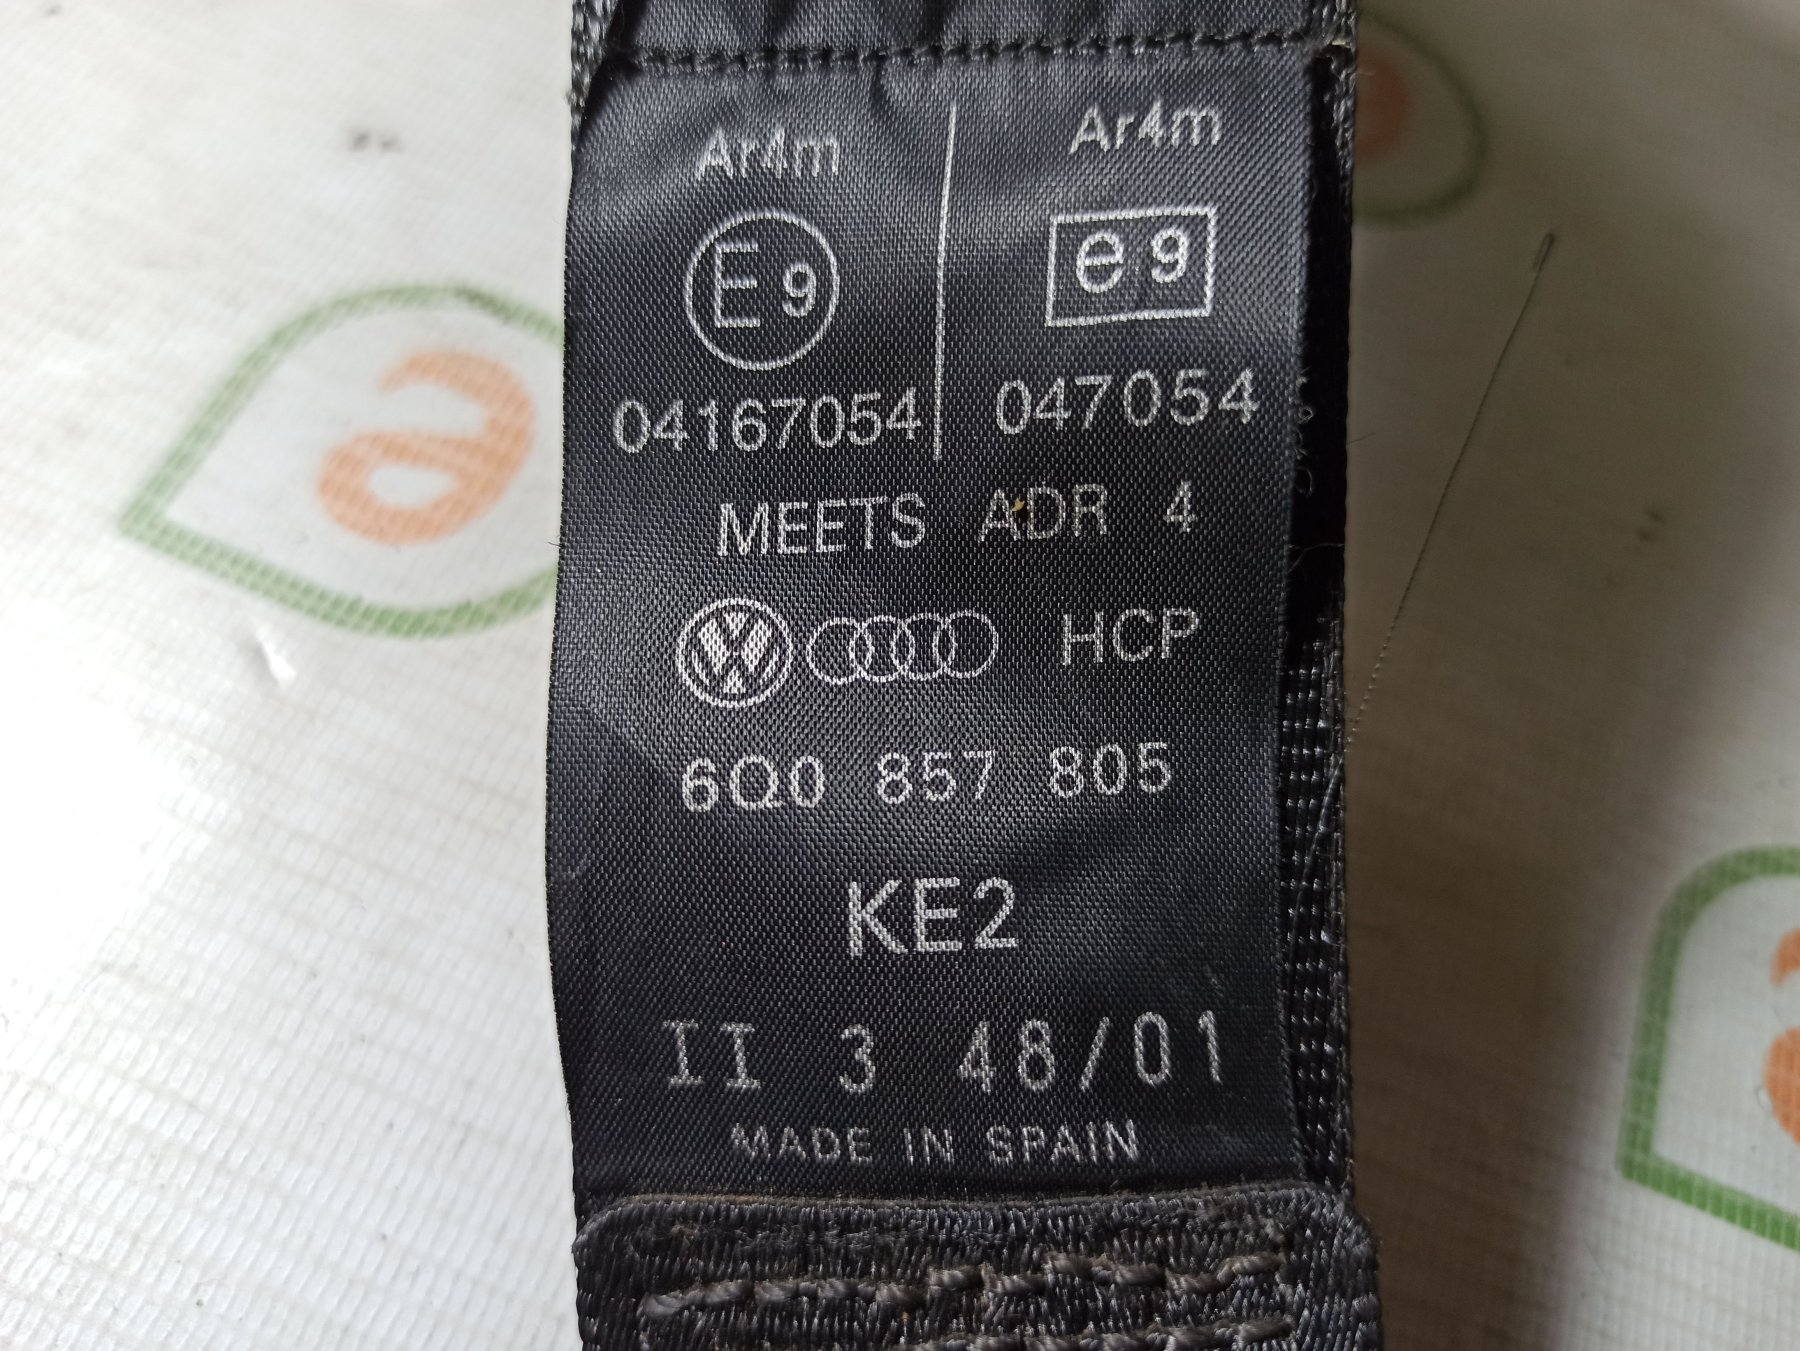 Ar4m
E 9
04167054
Ar4m
e 9
047054
MEETS ADR 4
HCP
6Q0 857 805
KE2
II 3 48/01
MADE IN SPAIN